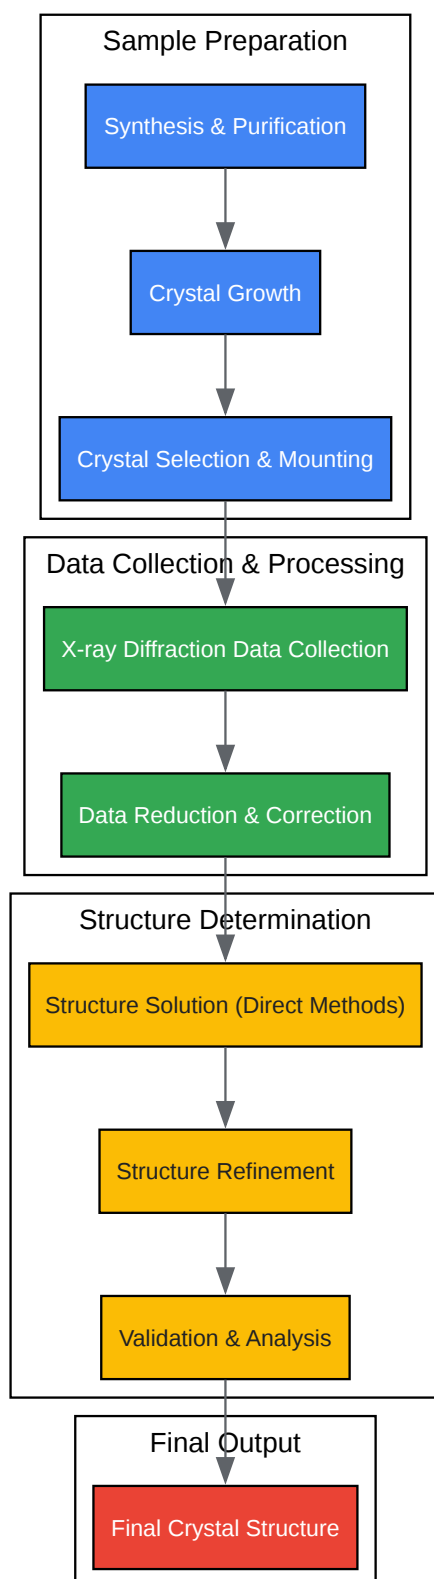 Sample Preparation
Synthesis & Purification
Crystal Growth
Crystal Selection & Mounting
Data Collection & Processing
X-ray Diffraction Data Collection
Data Reduction & Correction
Structure Determination
Structure Solution (Direct Methods)
Structure Refinement
Validation & Analysis
Final Output
Final Crystal Structure